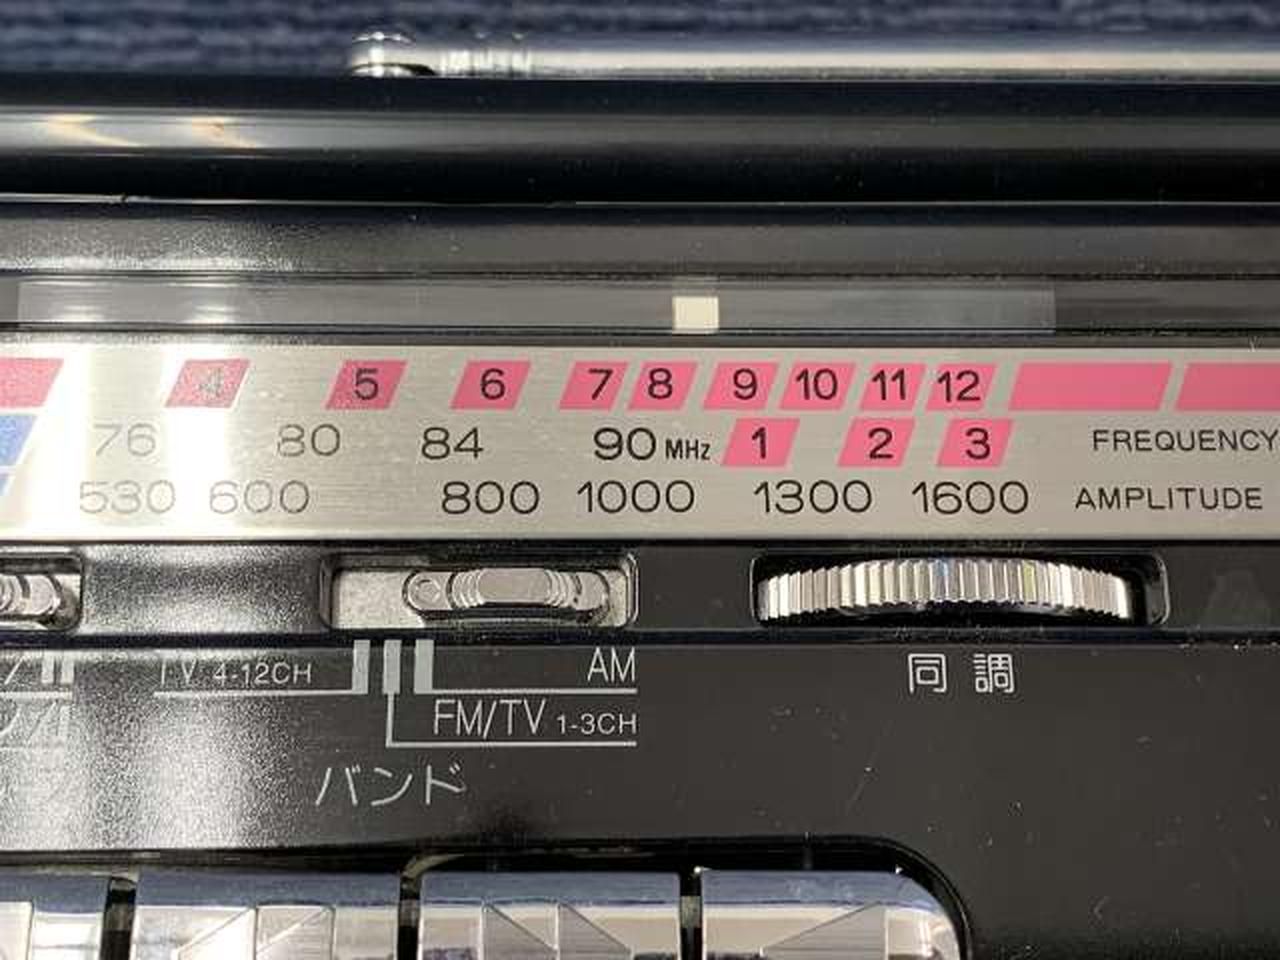 4 5 6 7 8 9 10 11 12
76 80 84 90 MHz 1 2 3 FREQUENCY
530 600 800 1000 1300 1600 AMPLITUDE
TV 4-12CH AM
FM/TV 1-3CH
バンド
同調